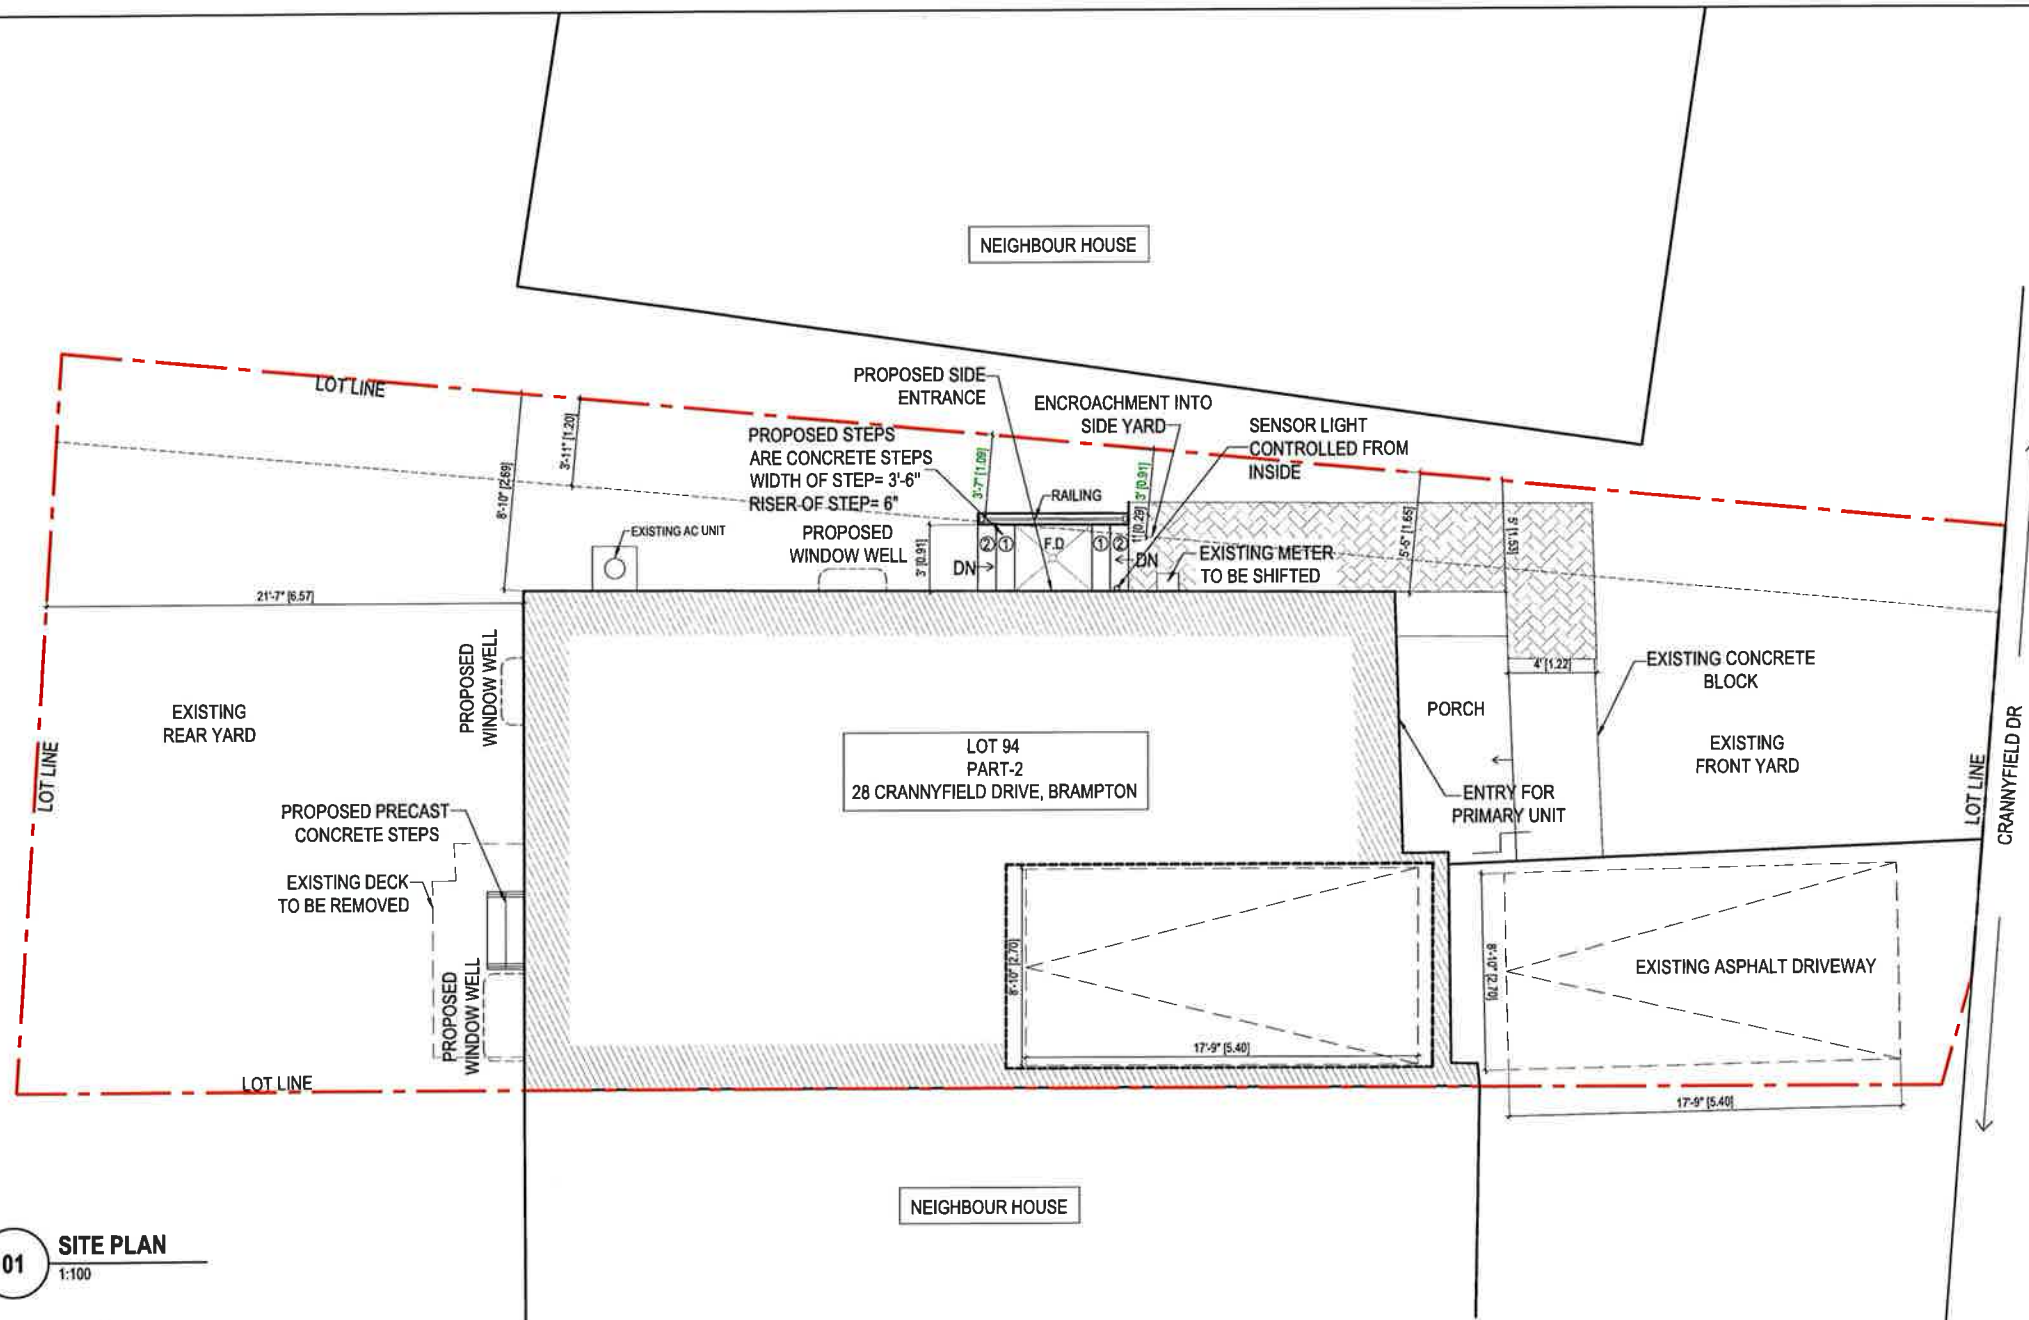 NEIGHBOUR HOUSE
LOT LINE
PROPOSED SIDE
ENTRANCE
ENCROACHMENT INTO
SIDE YARD
SENSOR LIGHT
CONTROLLED FROM
INSIDE
PROPOSED STEPS
ARE CONCRETE STEPS
WIDTH OF STEP= 3'-6"
RISER OF STEP= 6"
8'-10" [2.69]
3'-11" [1.20]
3'-7" [1.09]
3' [0.91]
RAILING
EXISTING AC UNIT
PROPOSED
WINDOW WELL
3' [0.91]
DN
2
1
F.D
1
2
DN
1' [0.29]
EXISTING METER
TO BE SHIFTED
5'-5" [1.65]
5' [1.53]
21'-7" [6.57]
PROPOSED
WINDOW WELL
4' [1.22]
EXISTING CONCRETE
BLOCK
PORCH
EXISTING
REAR YARD
LOT LINE
LOT 94
PART-2
28 CRANNYFIELD DRIVE, BRAMPTON
EXISTING
FRONT YARD
LOT LINE
CRANNYFIELD DR
ENTRY FOR
PRIMARY UNIT
PROPOSED PRECAST
CONCRETE STEPS
EXISTING DECK
TO BE REMOVED
PROPOSED
WINDOW WELL
8'-10" [2.70]
17'-9" [5.40]
8'-10" [2.70]
EXISTING ASPHALT DRIVEWAY
17'-9" [5.40]
LOT LINE
NEIGHBOUR HOUSE
01
SITE PLAN
1:100